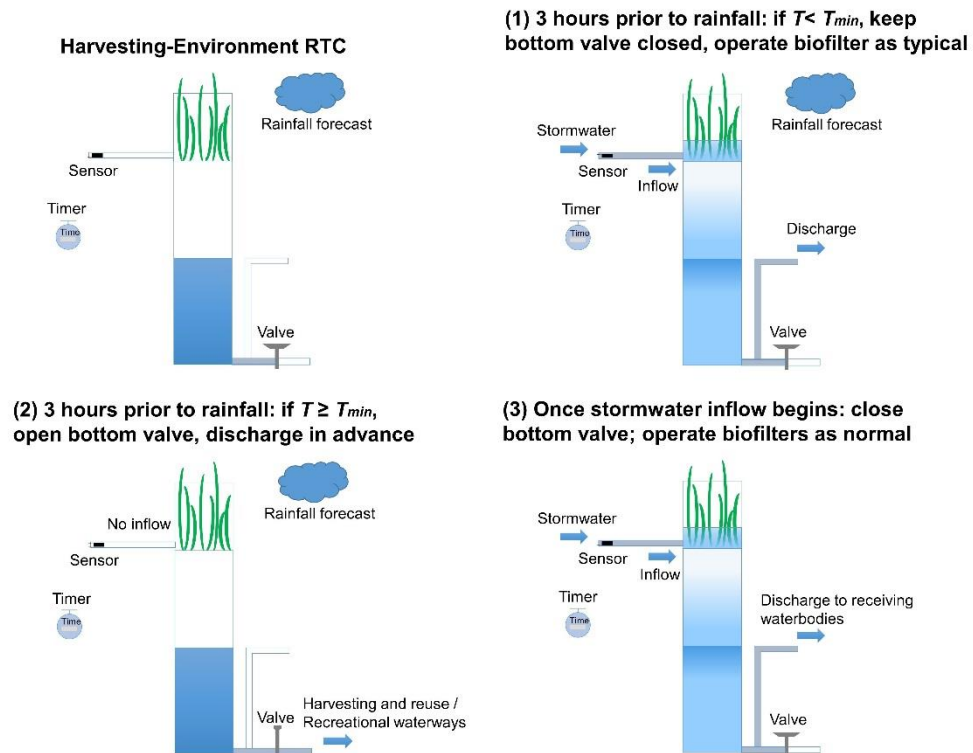 Harvesting-Environment RTC
Rainfall forecast
Sensor
Timer
Time
Valve
(1) 3 hours prior to rainfall: if T< Tmin, keep
bottom valve closed, operate biofilter as typical
Rainfall forecast
Stormwater
Sensor
Inflow
Timer
Time
Discharge
Valve
(2) 3 hours prior to rainfall: if T ≥ Tmin,
open bottom valve, discharge in advance
Rainfall forecast
No inflow
Sensor
Timer
Time
Harvesting and reuse /
Recreational waterways
Valve
(3) Once stormwater inflow begins: close
bottom valve; operate biofilters as normal
Stormwater
Sensor
Inflow
Timer
Time
Discharge to receiving
waterbodies
Valve